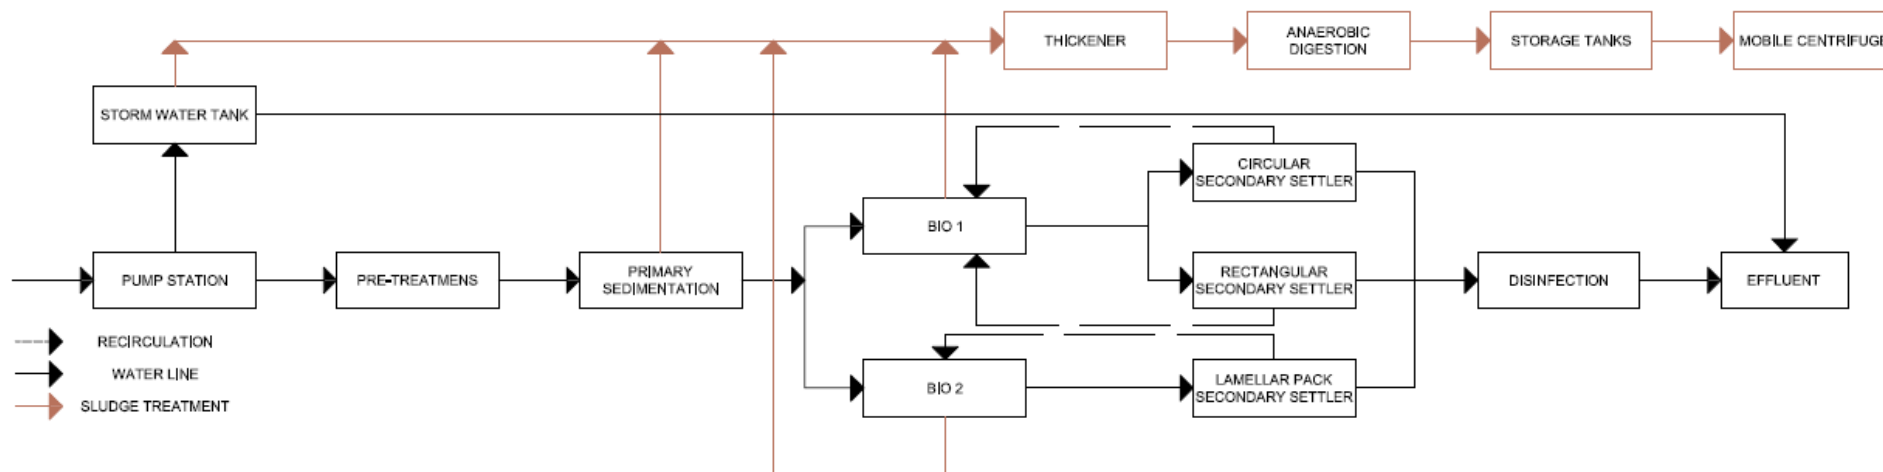 THICKENER
ANAEROBIC
DIGESTION
STORAGE TANKS
MOBILE CENTRIFUGE
STORM WATER TANK
CIRCULAR
SECONDARY SETTLER
BIO 1
PUMP STATION
PRE-TREATMENS
PRIMARY
SEDIMENTATION
RECTANGULAR
SECONDARY SETTLER
DISINFECTION
EFFLUENT
RECIRCULATION
WATER LINE
SLUDGE TREATMENT
BIO 2
LAMELLAR PACK
SECONDARY SETTLER